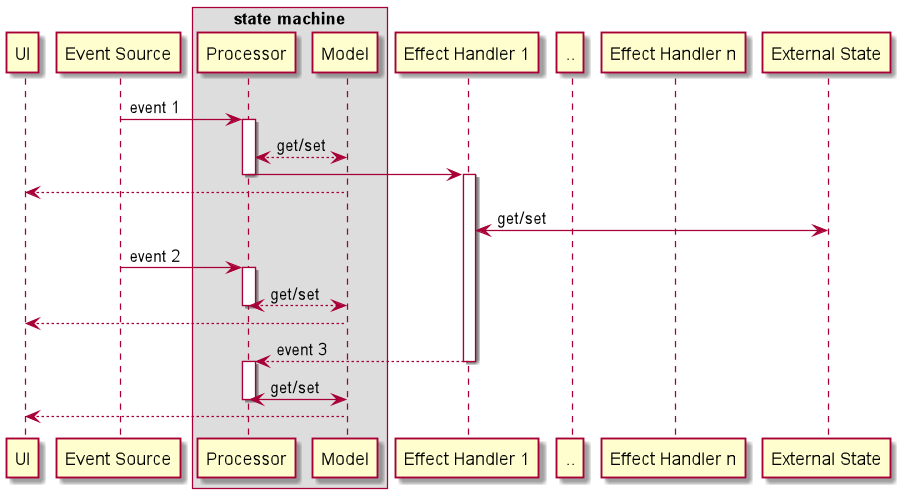 state machine
UI
Event Source
Processor
Model
Effect Handler 1
..
Effect Handler n
External State
event 1
get/set
get/set
event 2
get/set
event 3
get/set
UI
Event Source
Processor
Model
Effect Handler 1
..
Effect Handler n
External State